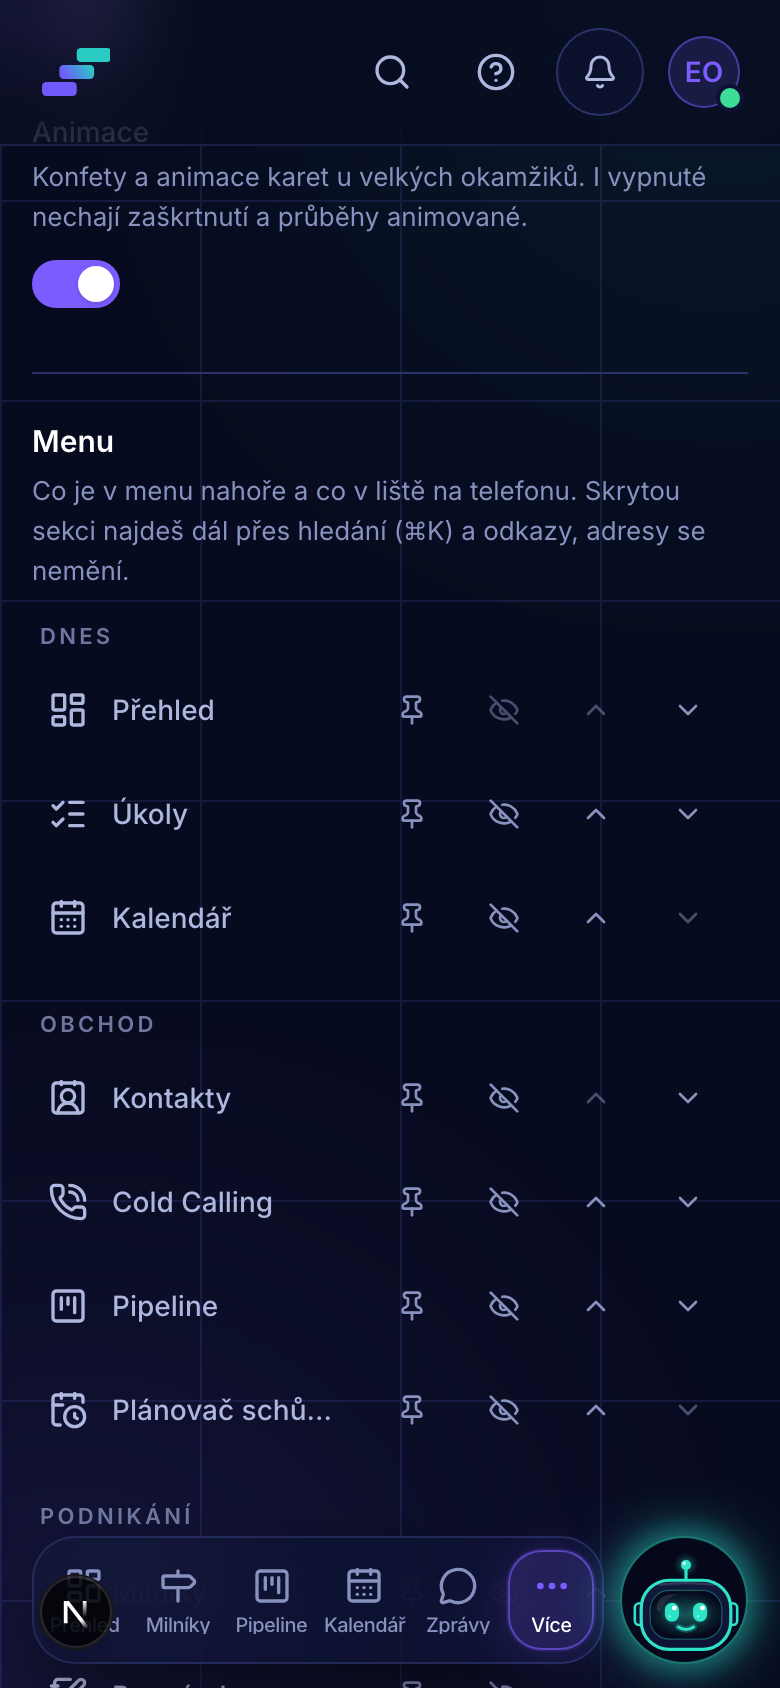 EO
Animace
Konfety a animace karet u velkých okamžiků. I vypnuté
nechají zaškrtnutí a průběhy animované.
Menu
Co je v menu nahoře a co v liště na telefonu. Skrytou
sekci najdeš dál přes hledání (⌘K) a odkazy, adresy se
nemění.
DNES
Přehled
Úkoly
Kalendář
OBCHOD
Kontakty
Cold Calling
Pipeline
Plánovač schů...
PODNIKÁNÍ
Milníky
N
Milníky
Pipeline
Kalendář
Zprávy
Více